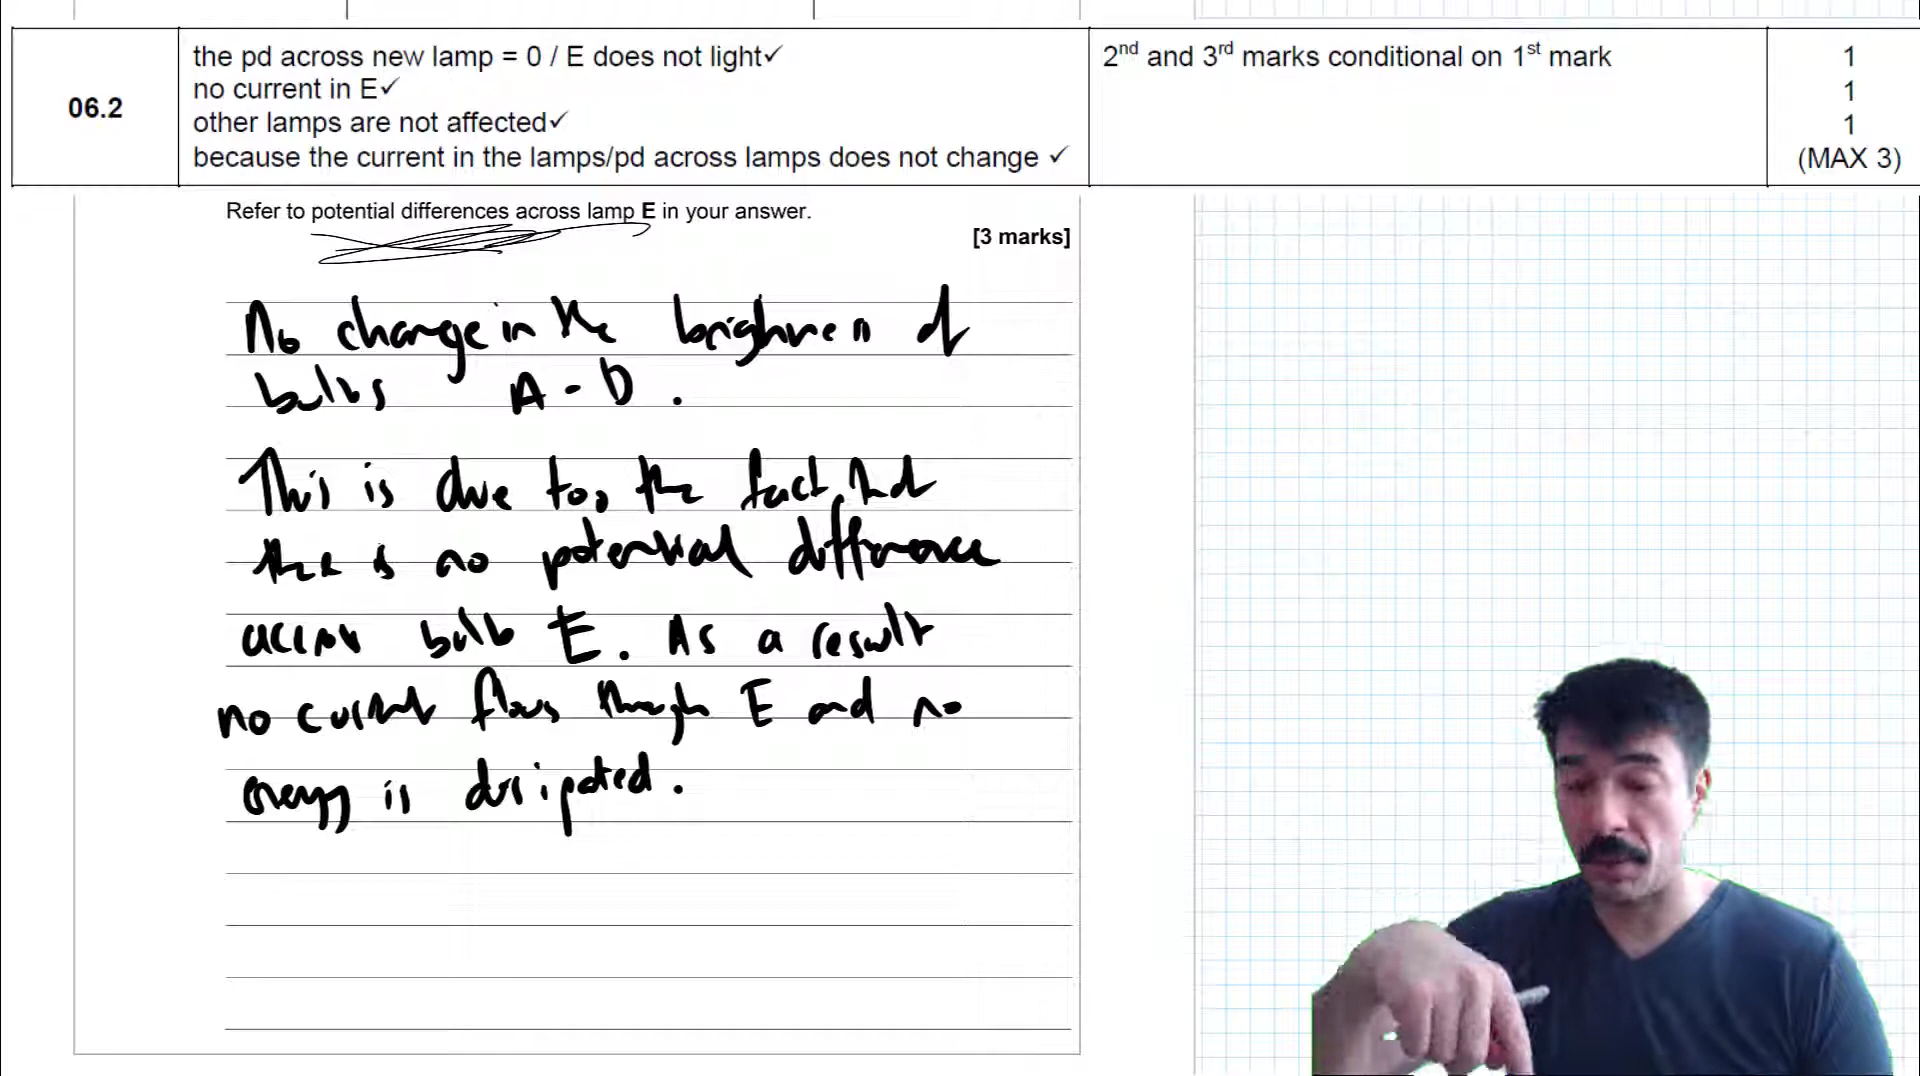 06.2
the pd across new lamp = 0 / E does not light✓
no current in E✓
other lamps are not affected✓
because the current in the lamps/pd across lamps does not change ✓
2nd and 3rd marks conditional on 1st mark
1
1
1
(MAX 3)
Refer to potential differences across lamp E in your answer.
[3 marks]
No change in the brightness of
bulbs A - D .
This is due to, the fact that
there is no potential difference
across bulb E. As a result
no current flows through E and no
energy is dissipated.